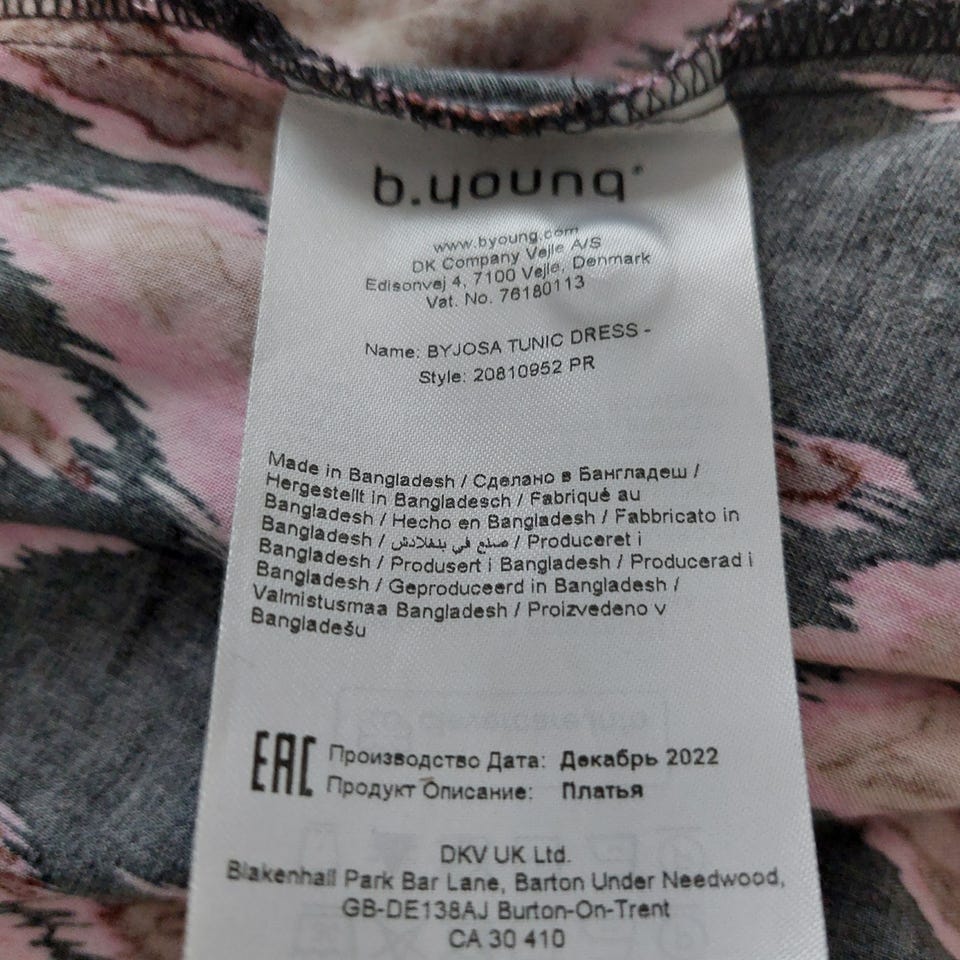 b.young
www.byoung.com
DK Company Vejle A/S
Edisonvej 4, 7100 Vejle, Denmark
Vat. No. 76180113
Name: BYJOSA TUNIC DRESS -
Style: 20810952 PR
Made in Bangladesh / Сделано в Бангладеш /
Hergestellt in Bangladesch / Fabriqué au
Bangladesh / Hecho en Bangladesh / Fabbricato in
Bangladesh / صنع في بنغلادش / Produceret i
Bangladesh / Produsert i Bangladesh / Producerad i
Bangladesh / Geproduceerd in Bangladesh /
Valmistusmaa Bangladesh / Proizvedeno v
Bangladešu
EAC Производство Дата: Декабрь 2022
Продукт Описание: Платья
DKV UK Ltd.
Blakenhall Park Bar Lane, Barton Under Needwood,
GB-DE138AJ Burton-On-Trent
CA 30 410